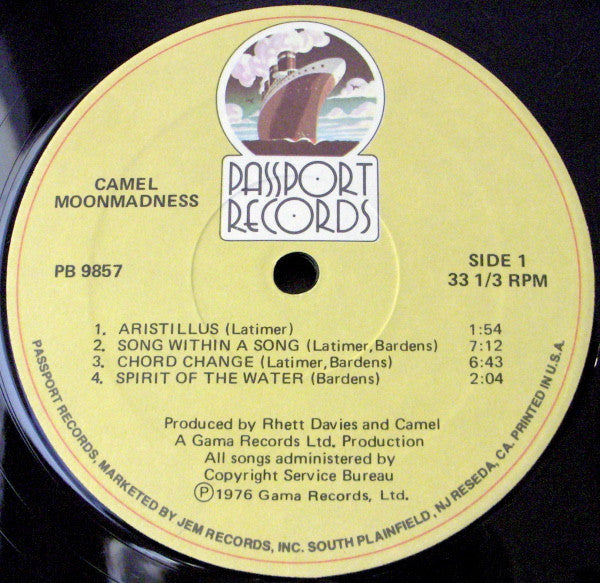 PASSPORT
RECORDS
CAMEL
MOONMADNESS
PB 9857
SIDE 1
33 1/3 RPM
1. ARISTILLUS (Latimer) 1:54
2. SONG WITHIN A SONG (Latimer, Bardens) 7:12
3. CHORD CHANGE (Latimer, Bardens) 6:43
4. SPIRIT OF THE WATER (Bardens) 2:04
Produced by Rhett Davies and Camel
A Gama Records Ltd. Production
All songs administered by
Copyright Service Bureau
Ⓟ1976 Gama Records, Ltd.
PASSPORT RECORDS, MARKETED BY JEM RECORDS, INC. SOUTH PLAINFIELD, NJ RESEDA, CA. PRINTED IN U.S.A.